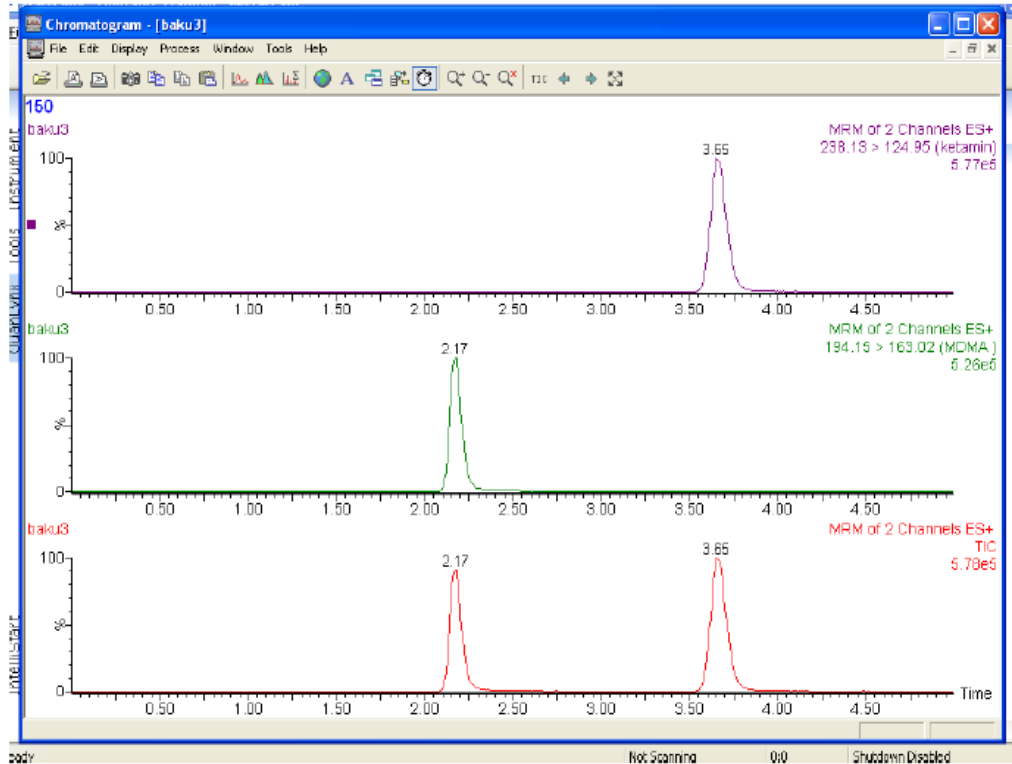 Chromatogram - [baku3]
File Edit Display Process Window Tools Help
A TIC
150
baku3
MRM of 2 Channels ES+
238.13 > 124.95 (ketamin)
5.77e5
3.65
100
%
0
0.50 1.00 1.50 2.00 2.50 3.00 3.50 4.00 4.50
baku3
MRM of 2 Channels ES+
194.15 > 163.02 (MDMA )
5.26e5
2.17
100
%
0
0.50 1.00 1.50 2.00 2.50 3.00 3.50 4.00 4.50
baku3
MRM of 2 Channels ES+
TIC
5.78e5
2.17 3.65
100
%
0
0.50 1.00 1.50 2.00 2.50 3.00 3.50 4.00 4.50
Time
Instrument
Tools
QuanLynx
IntelliStart
Not Scanning 0:0 Shutdown Disabled